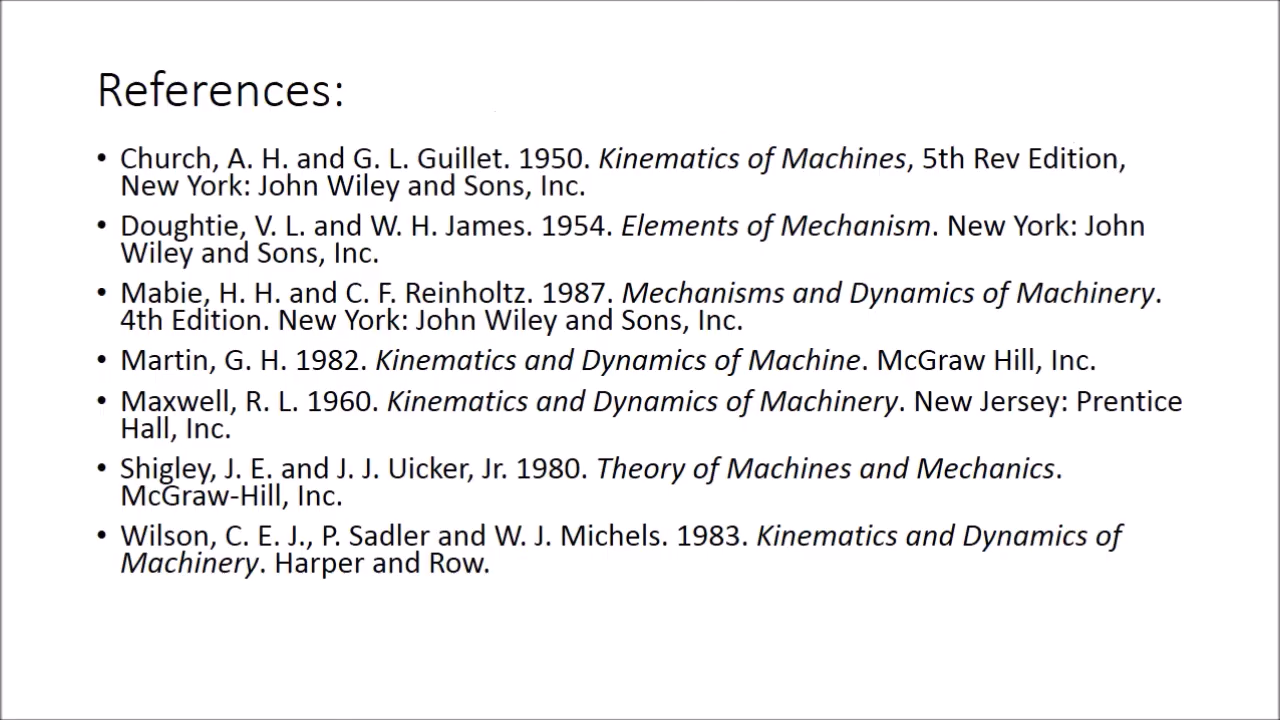 References:
• Church, A. H. and G. L. Guillet. 1950. Kinematics of Machines, 5th Rev Edition,
New York: John Wiley and Sons, Inc.
• Doughtie, V. L. and W. H. James. 1954. Elements of Mechanism. New York: John
Wiley and Sons, Inc.
• Mabie, H. H. and C. F. Reinholtz. 1987. Mechanisms and Dynamics of Machinery.
4th Edition. New York: John Wiley and Sons, Inc.
• Martin, G. H. 1982. Kinematics and Dynamics of Machine. McGraw Hill, Inc.
• Maxwell, R. L. 1960. Kinematics and Dynamics of Machinery. New Jersey: Prentice
Hall, Inc.
• Shigley, J. E. and J. J. Uicker, Jr. 1980. Theory of Machines and Mechanics.
McGraw-Hill, Inc.
• Wilson, C. E. J., P. Sadler and W. J. Michels. 1983. Kinematics and Dynamics of
Machinery. Harper and Row.